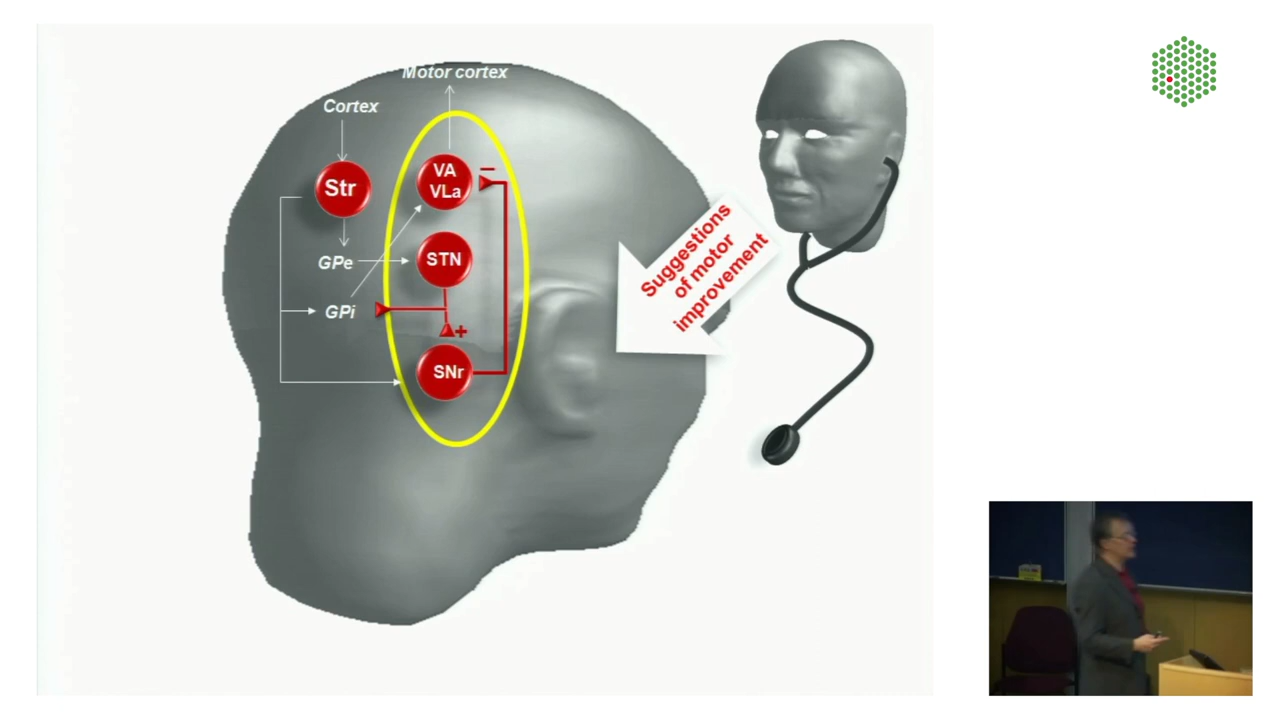 Motor cortex
Cortex
Str
VA
VLa
−
STN
GPe
GPi
+
SNr
Suggestions
of motor
improvement